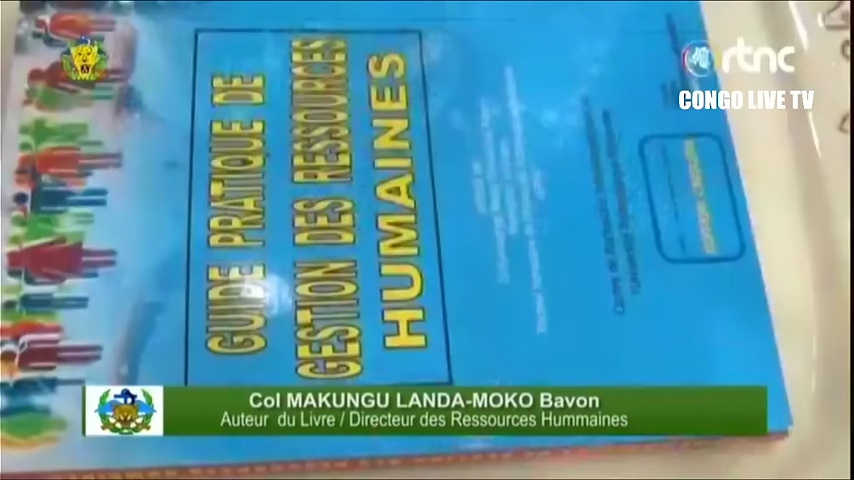 rtnc
CONGO LIVE TV
GUIDE PRATIQUE DE
GESTION DES RESSOURCES
HUMAINES
Col MAKUNGU LANDA-MOKO Bavon
Auteur du Livre / Directeur des Ressources Hummaines